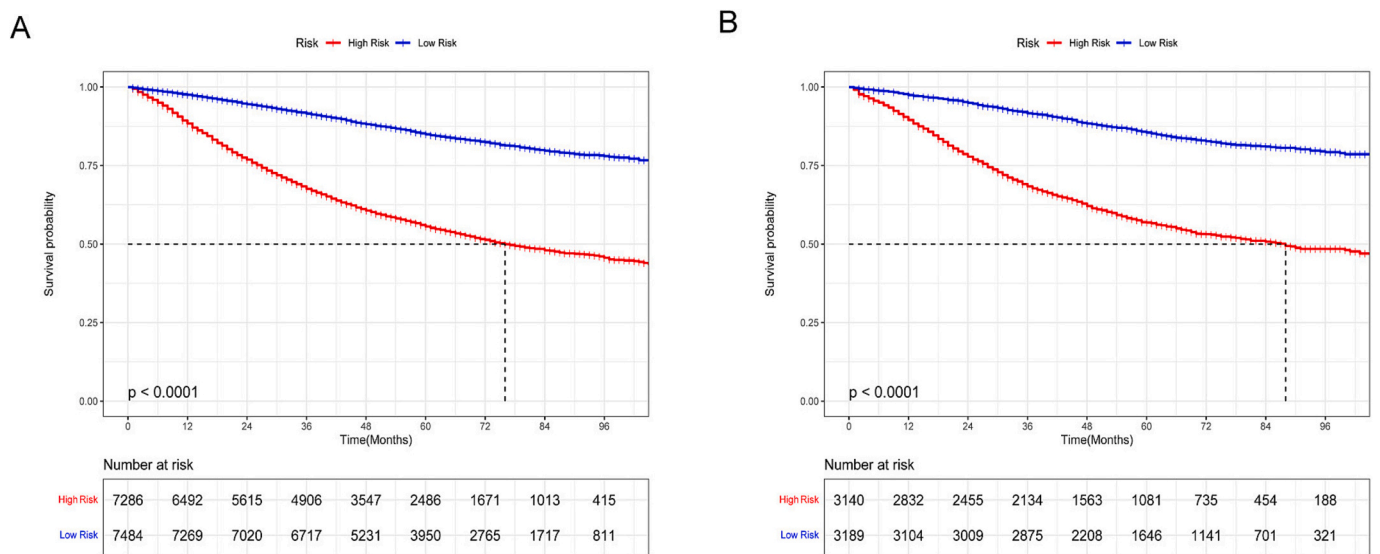 A
Risk High Risk Low Risk
Survival probability
1.00
0.75
0.50
0.25
0.00
p < 0.0001
0 12 24 36 48 60 72 84 96
Time(Months)
Number at risk
High Risk 7286 6492 5615 4906 3547 2486 1671 1013 415
Low Risk 7484 7269 7020 6717 5231 3950 2765 1717 811
B
Risk High Risk Low Risk
Survival probability
1.00
0.75
0.50
0.25
0.00
p < 0.0001
0 12 24 36 48 60 72 84 96
Time(Months)
Number at risk
High Risk 3140 2832 2455 2134 1563 1081 735 454 188
Low Risk 3189 3104 3009 2875 2208 1646 1141 701 321